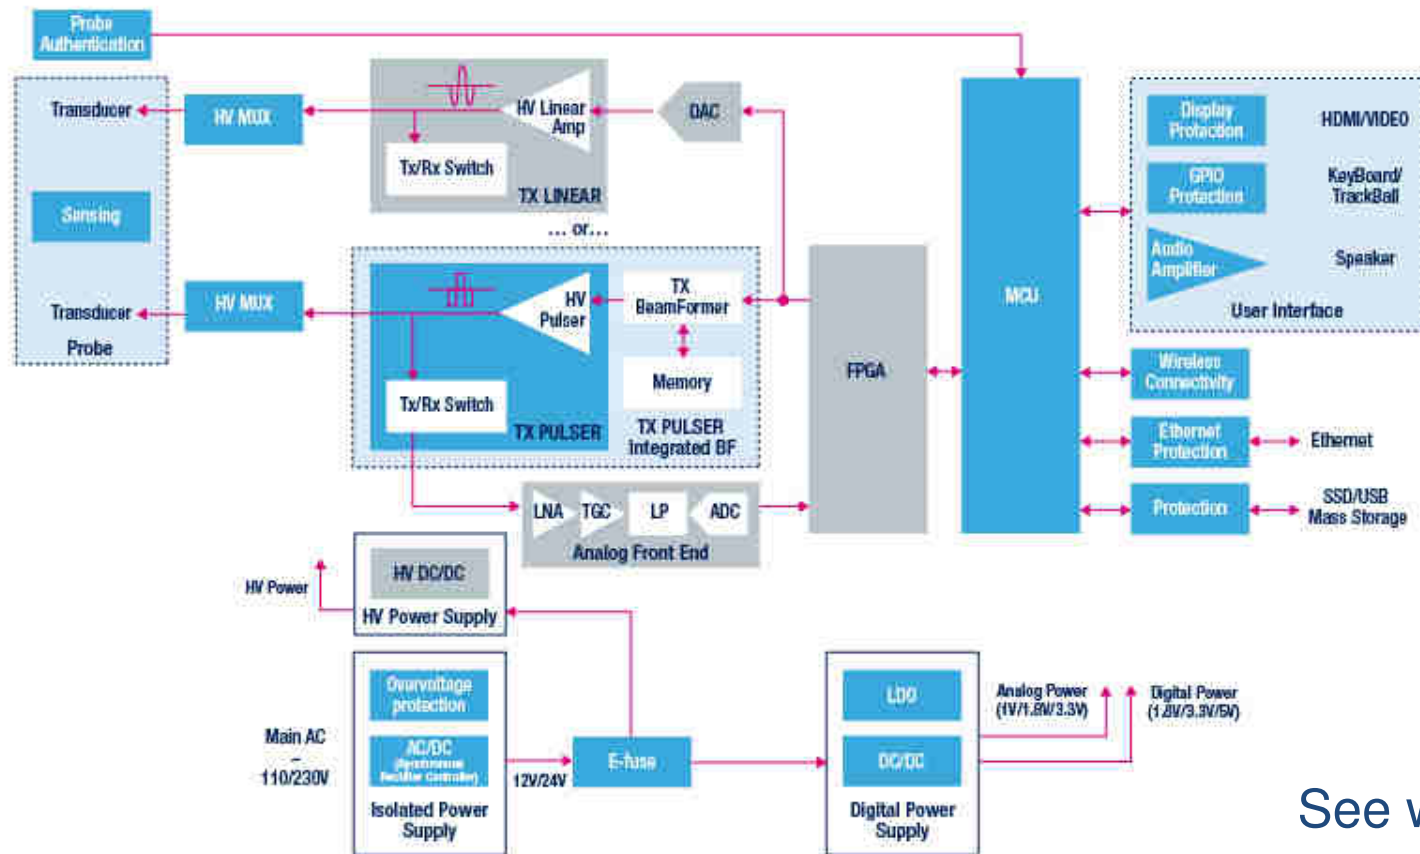 Probe
Authentication
Transducer
HV MUX
HV Linear
Amp
Tx/Rx Switch
TX LINEAR
DAC
... or...
Sensing
Transducer
Probe
HV MUX
HV
Pulser
Tx/Rx Switch
TX PULSER
TX
BeamFormer
Memory
TX PULSER
Integrated BF
LNA
TGC
LP
ADC
Analog Front End
FPGA
MCU
Display
Protection
HDMI/VIDEO
GPIO
Protection
KeyBoard/
TrackBall
Audio
Amplifier
Speaker
User Interface
Wireless
Connectivity
Ethernet
Protection
Ethernet
Protection
SSD/USB
Mass Storage
HV Power
HV DC/DC
HV Power Supply
Main AC
~
110/230V
Overvoltage
protection
AC/DC
(Synchronous
Rectifier Controller)
Isolated Power
Supply
12V/24V
E-fuse
LDO
DC/DC
Digital Power
Supply
Analog Power
(1V/1.8V/3.3V)
Digital Power
(1.8V/3.3V/5V)
See